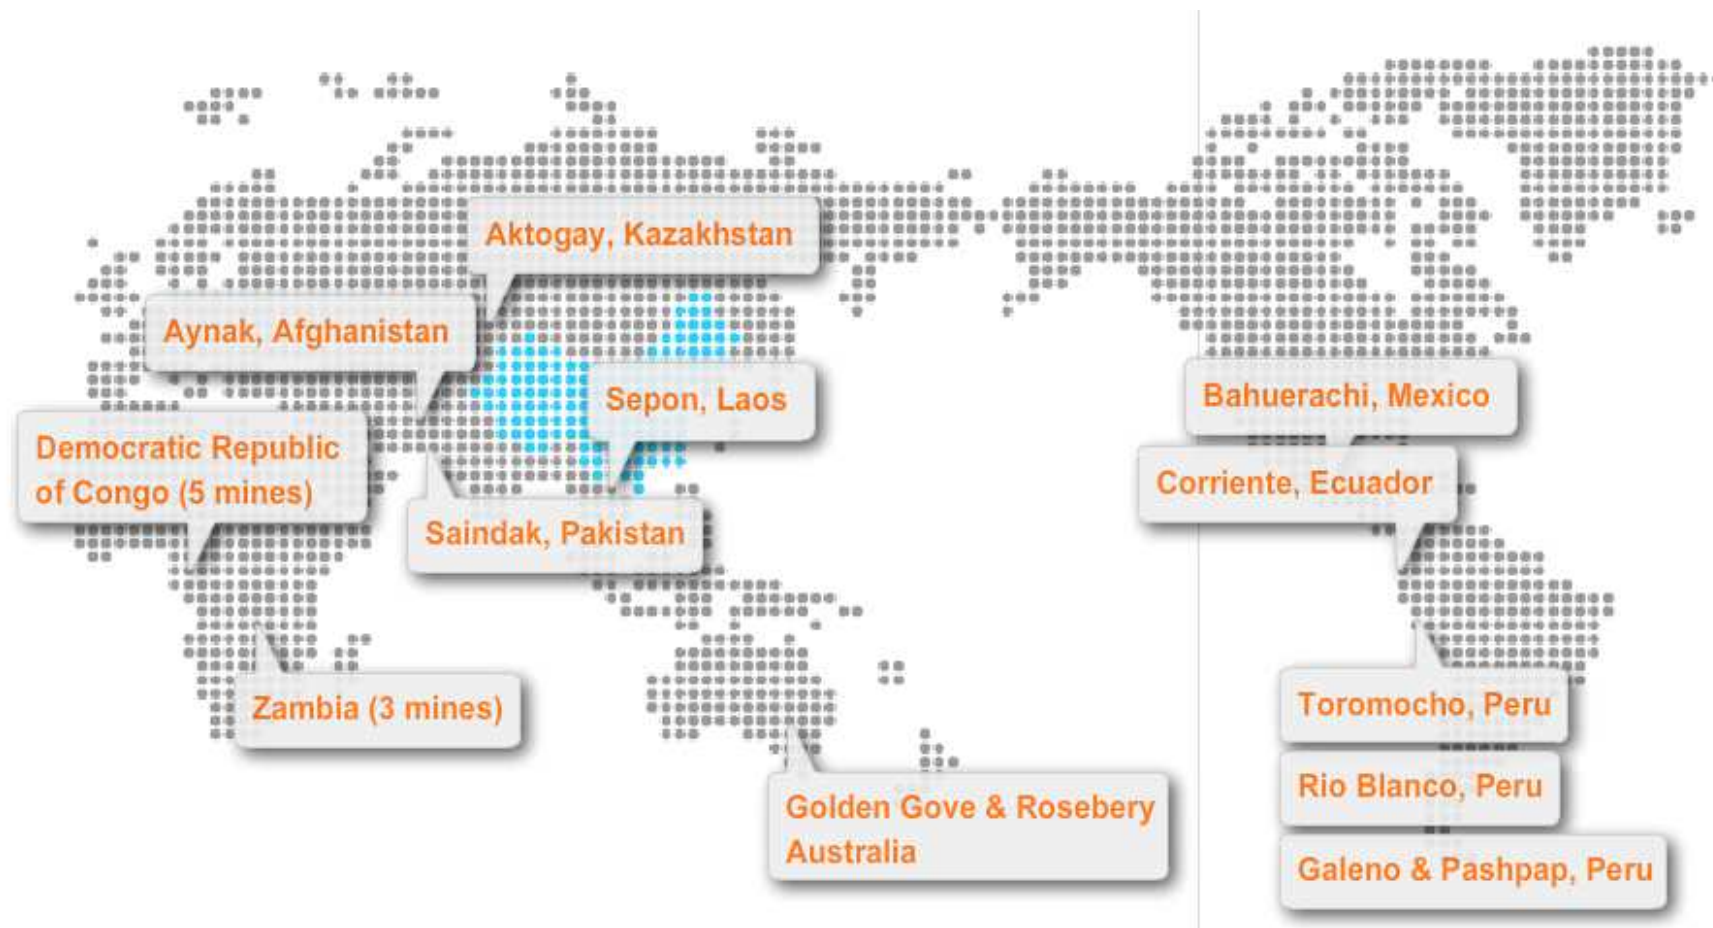 Aktogay, Kazakhstan
Aynak, Afghanistan
Sepon, Laos
Bahuerachi, Mexico
Democratic Republic
of Congo (5 mines)
Corriente, Ecuador
Saindak, Pakistan
Zambia (3 mines)
Toromocho, Peru
Rio Blanco, Peru
Golden Gove & Rosebery
Australia
Galeno & Pashpap, Peru